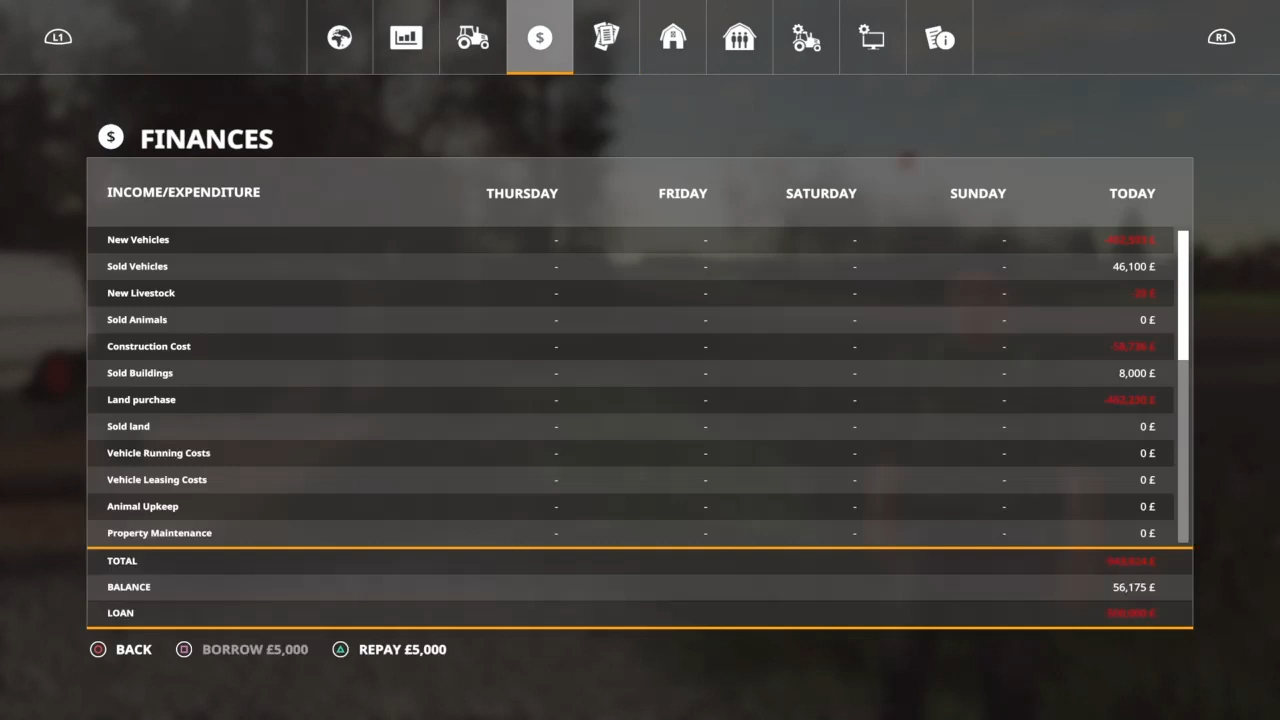 L1 $ R1
$ FINANCES
INCOME/EXPENDITURE THURSDAY FRIDAY SATURDAY SUNDAY TODAY
New Vehicles - - - -
Sold Vehicles - - - - 46,100 £
New Livestock - - - -
Sold Animals - - - - 0 £
Construction Cost - - - - -58,736 £
Sold Buildings - - - - 8,000 £
Land purchase - - - -
Sold land - - - - 0 £
Vehicle Running Costs - - - - 0 £
Vehicle Leasing Costs - - - - 0 £
Animal Upkeep - - - - 0 £
Property Maintenance - - - - 0 £
TOTAL
BALANCE 56,175 £
LOAN
BACK BORROW £5,000 REPAY £5,000